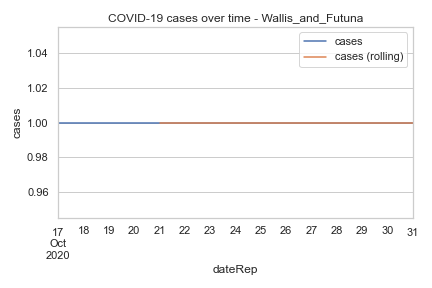 COVID-19 cases over time - Wallis_and_Futuna
cases
cases (rolling)
cases
1.04
1.02
1.00
0.98
0.96
17 18 19 20 21 22 23 24 25 26 27 28 29 30 31
Oct
2020
dateRep